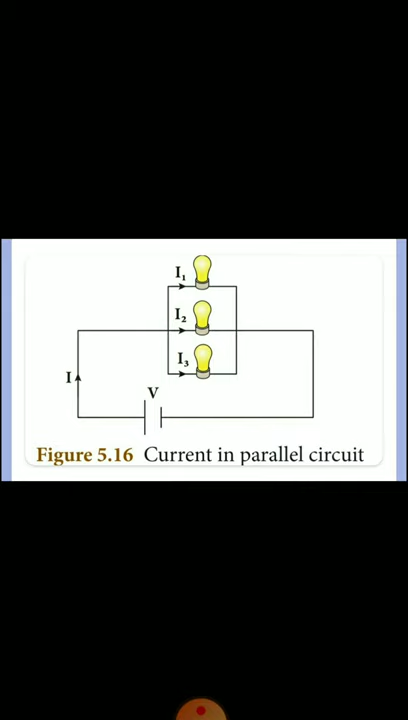 I₁
I₂
I₃
I
V
Figure 5.16 Current in parallel circuit